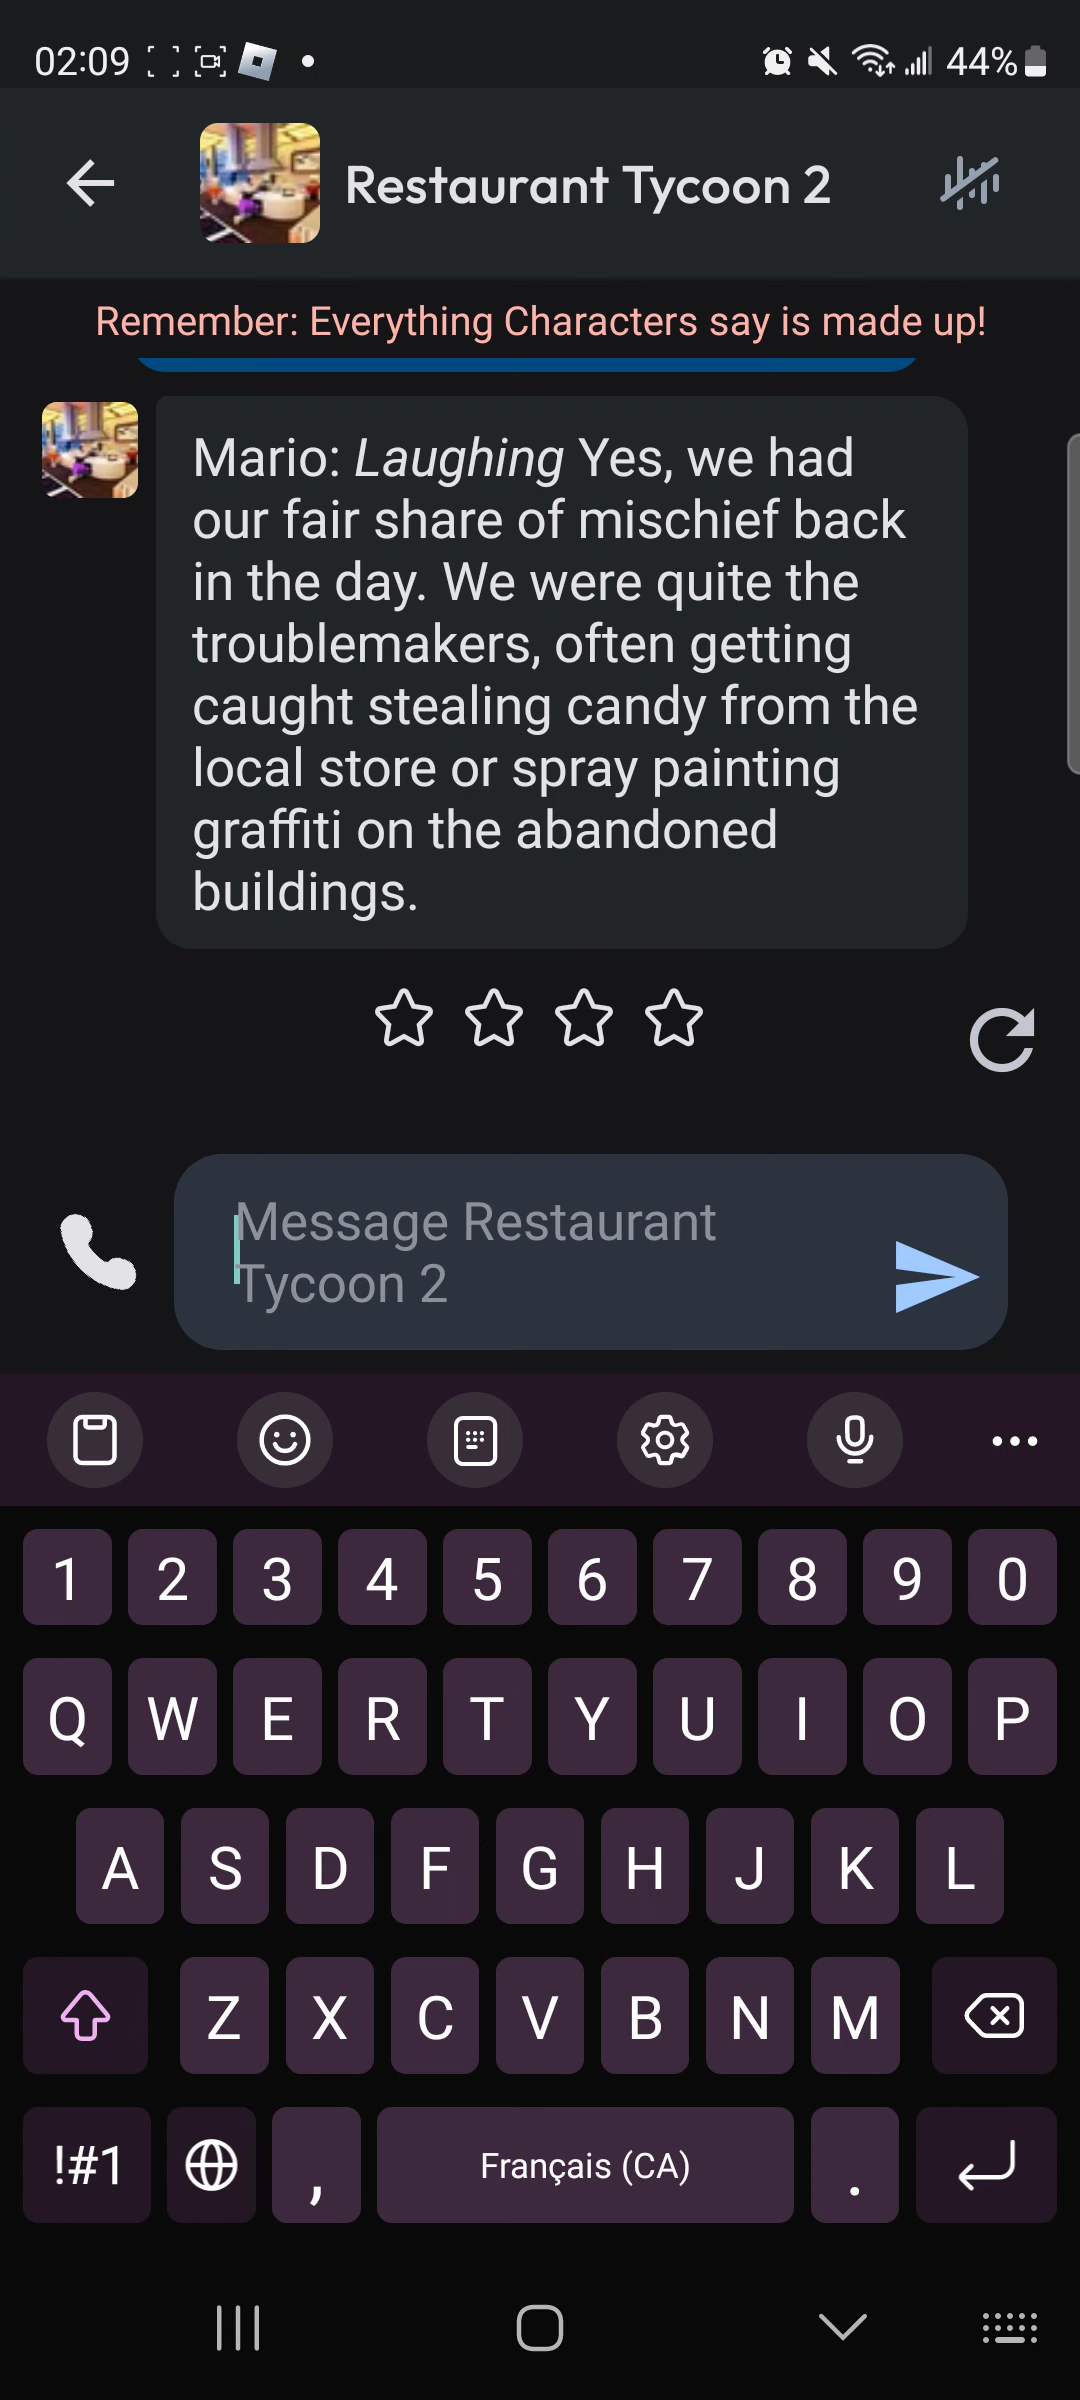 02:09
44%
Restaurant Tycoon 2
Remember: Everything Characters say is made up!
Mario: Laughing Yes, we had
our fair share of mischief back
in the day. We were quite the
troublemakers, often getting
caught stealing candy from the
local store or spray painting
graffiti on the abandoned
buildings.
Message Restaurant
Tycoon 2
1 2 3 4 5 6 7 8 9 0
Q W E R T Y U I O P
A S D F G H J K L
Z X C V B N M
!#1 , Français (CA) .